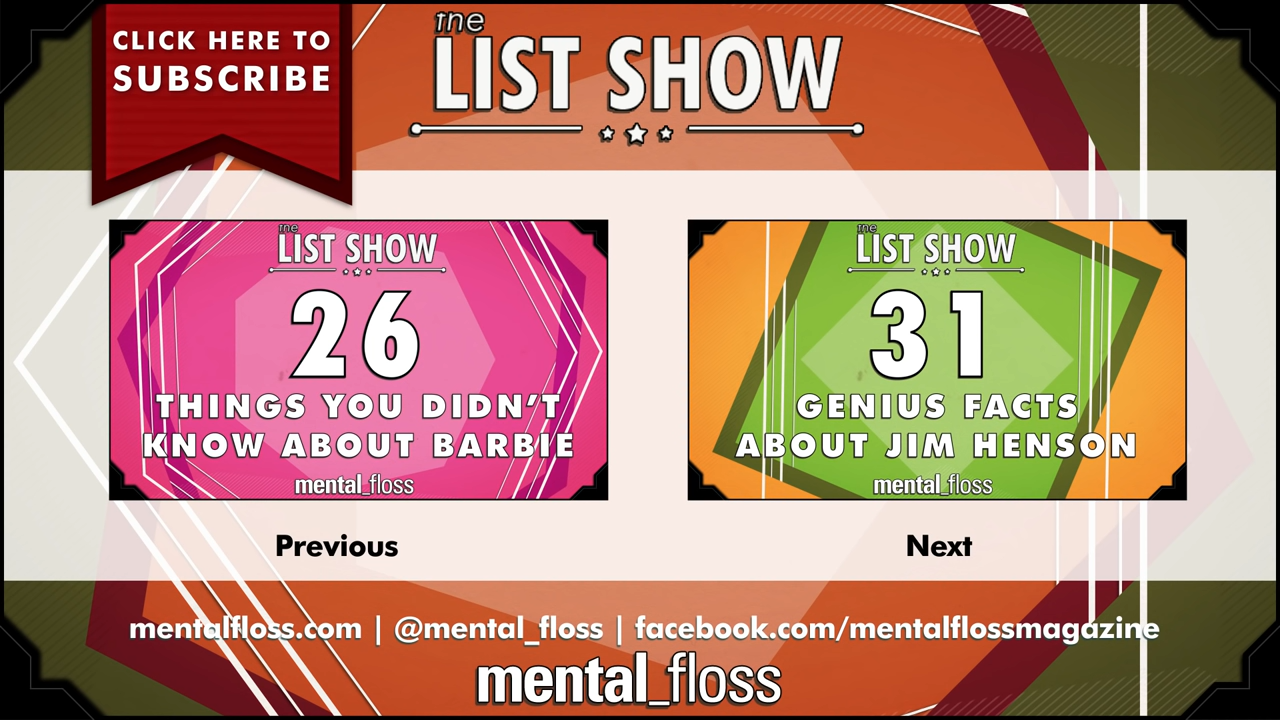 CLICK HERE TO
SUBSCRIBE
the
LIST SHOW
the
LIST SHOW
26
THINGS YOU DIDN'T
KNOW ABOUT BARBIE
mental_floss
Previous
the
LIST SHOW
31
GENIUS FACTS
ABOUT JIM HENSON
mental_floss
Next
mentalfloss.com | @mental_floss | facebook.com/mentalflossmagazine
mental_floss